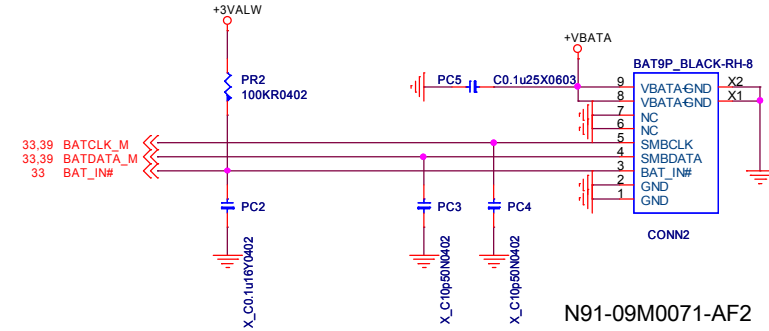 +3VALW
+VBATA
PR2
100KR0402
PC5
C0.1u25X0603
BAT9P_BLACK-RH-8
9
VBATA+
GND
X2
8
VBATA+
GND
X1
7
NC
6
NC
33,39 BATCLK_M
5
SMBCLK
33,39 BATDATA_M
4
SMBDATA
33 BAT_IN#
3
BAT_IN#
2
GND
1
GND
PC2
X_C0.1u16Y0402
PC3
X_C10p50N0402
PC4
X_C10p50N0402
CONN2
N91-09M0071-AF2